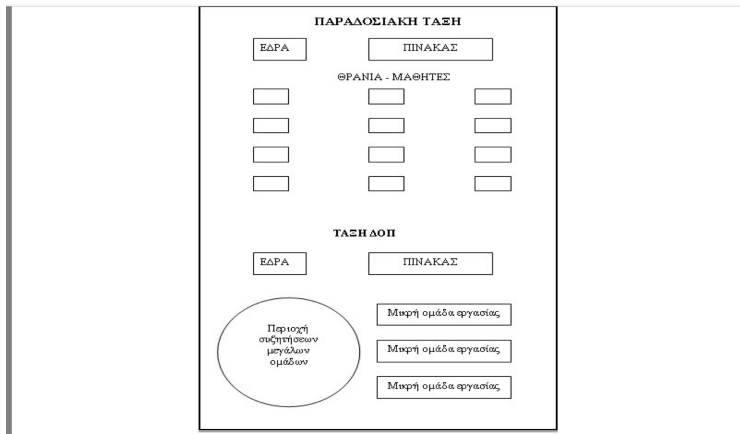 ΠΑΡΑΔΟΣΙΑΚΗ ΤΑΞΗ
ΕΔΡΑ
ΠΙΝΑΚΑΣ
ΘΡΑΝΙΑ - ΜΑΘΗΤΕΣ
ΤΑΞΗ ΔΟΠ
ΕΔΡΑ
ΠΙΝΑΚΑΣ
Περιοχή
συζητήσεων
μεγάλων
ομάδων
Μικρή ομάδα εργασίας
Μικρή ομάδα εργασίας
Μικρή ομάδα εργασίας